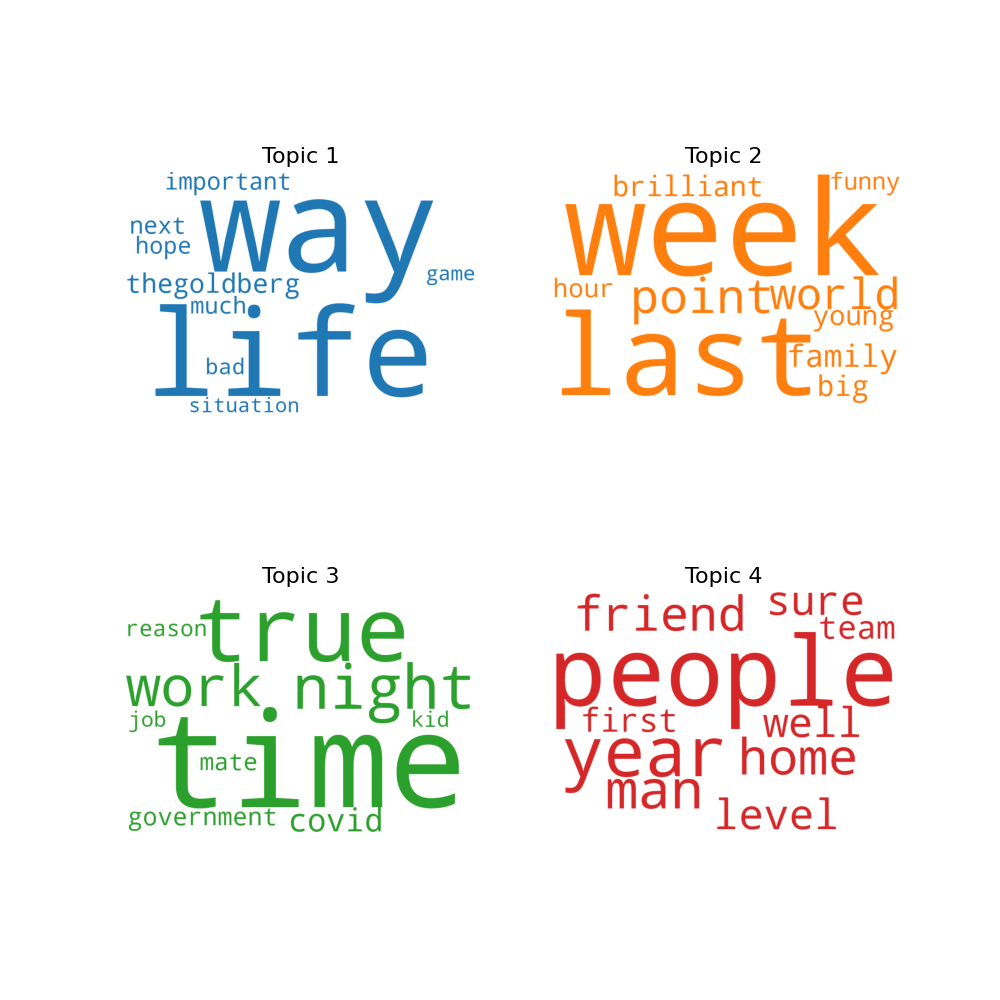 Topic 1
important
way
next
hope
game
thegoldberg
much
life
bad
situation
Topic 2
brilliant
funny
week
hour
point
world
young
last
family
big
Topic 3
true
reason
work
night
job
kid
time
mate
government
covid
Topic 4
friend
sure
team
people
first
well
year
home
man
level